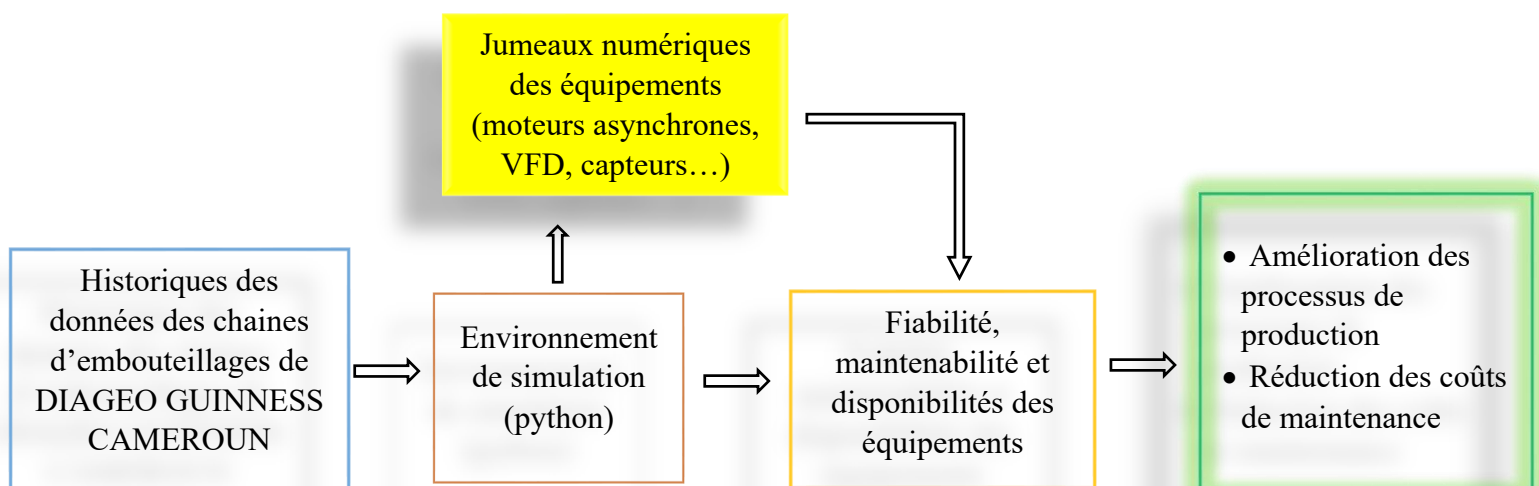 Jumeaux numériques
des équipements
(moteurs asynchrones,
VFD, capteurs…)
Historiques des
données des chaines
d’embouteillages de
DIAGEO GUINNESS
CAMEROUN
Environnement
de simulation
(python)
Fiabilité,
maintenabilité et
disponibilités des
équipements
• Amélioration des
processus de
production
• Réduction des coûts
de maintenance